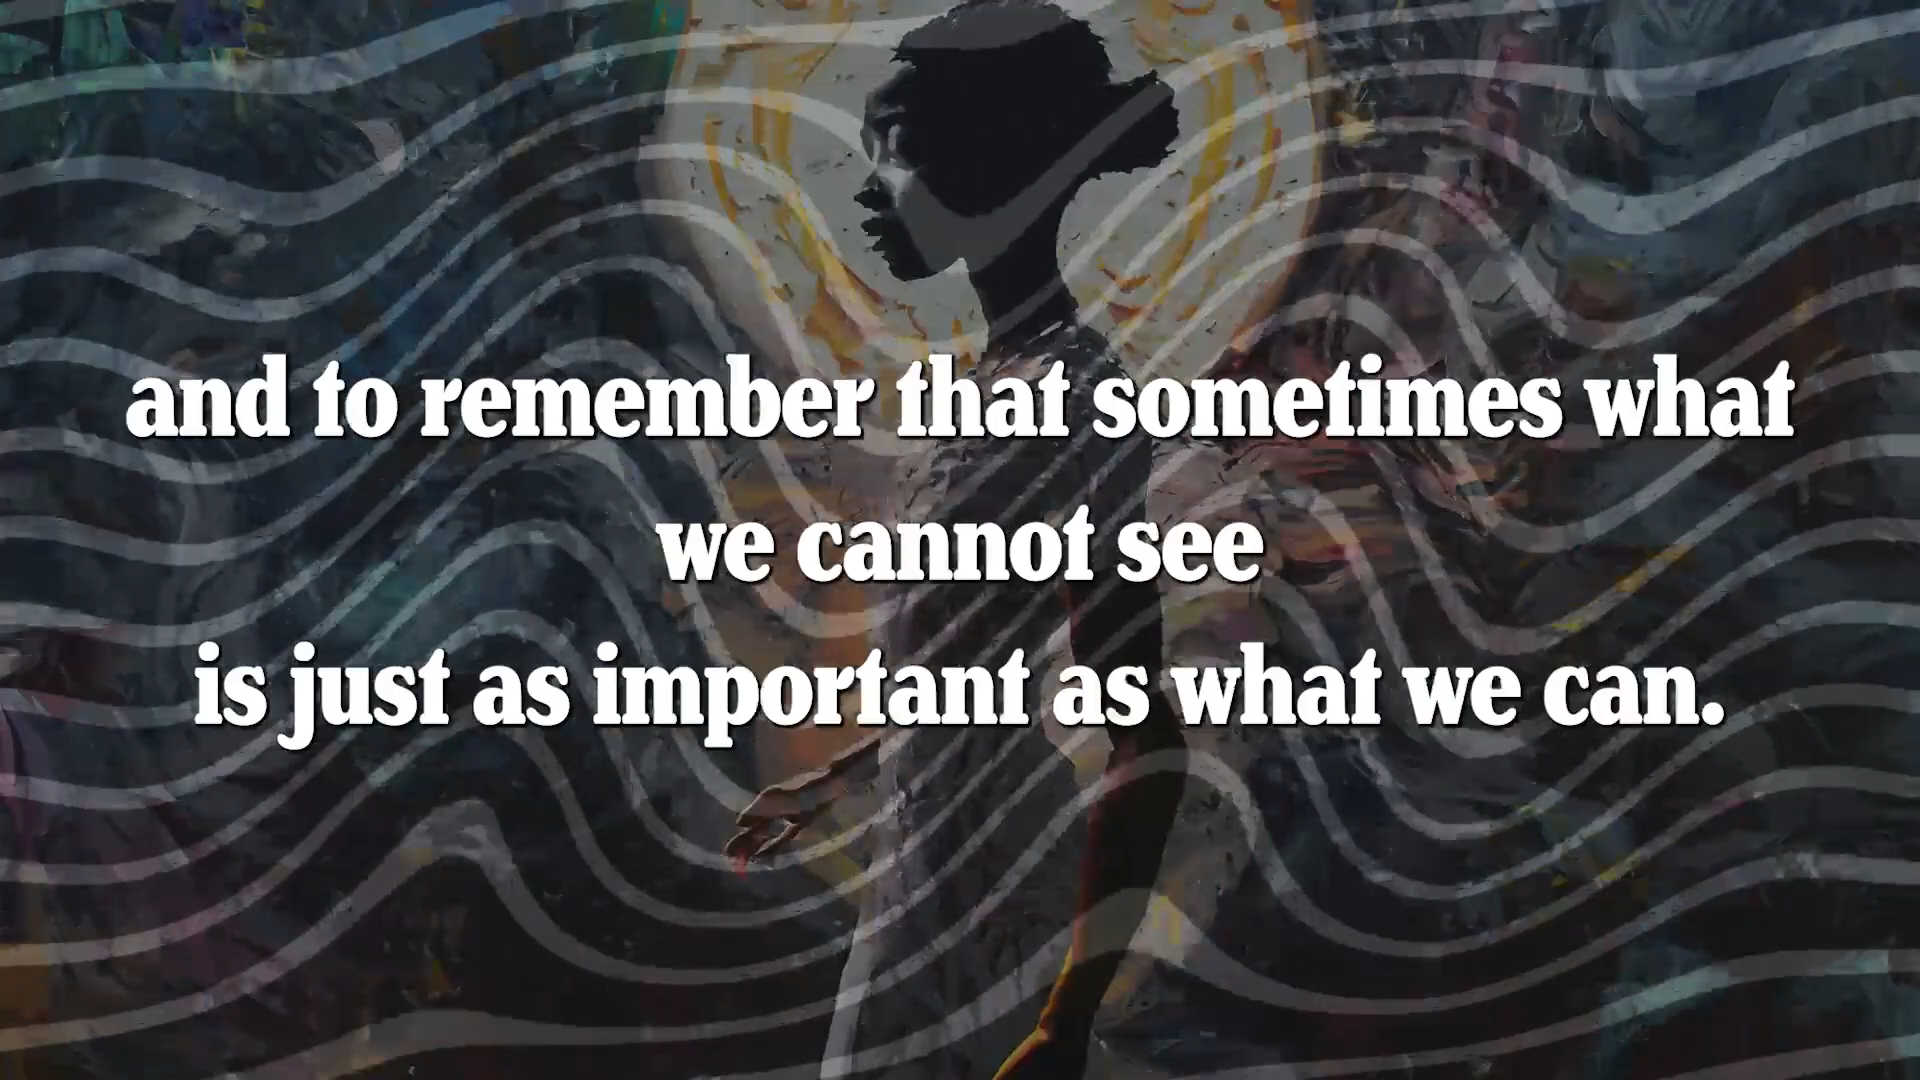 and to remember that sometimes what
we cannot see
is just as important as what we can.